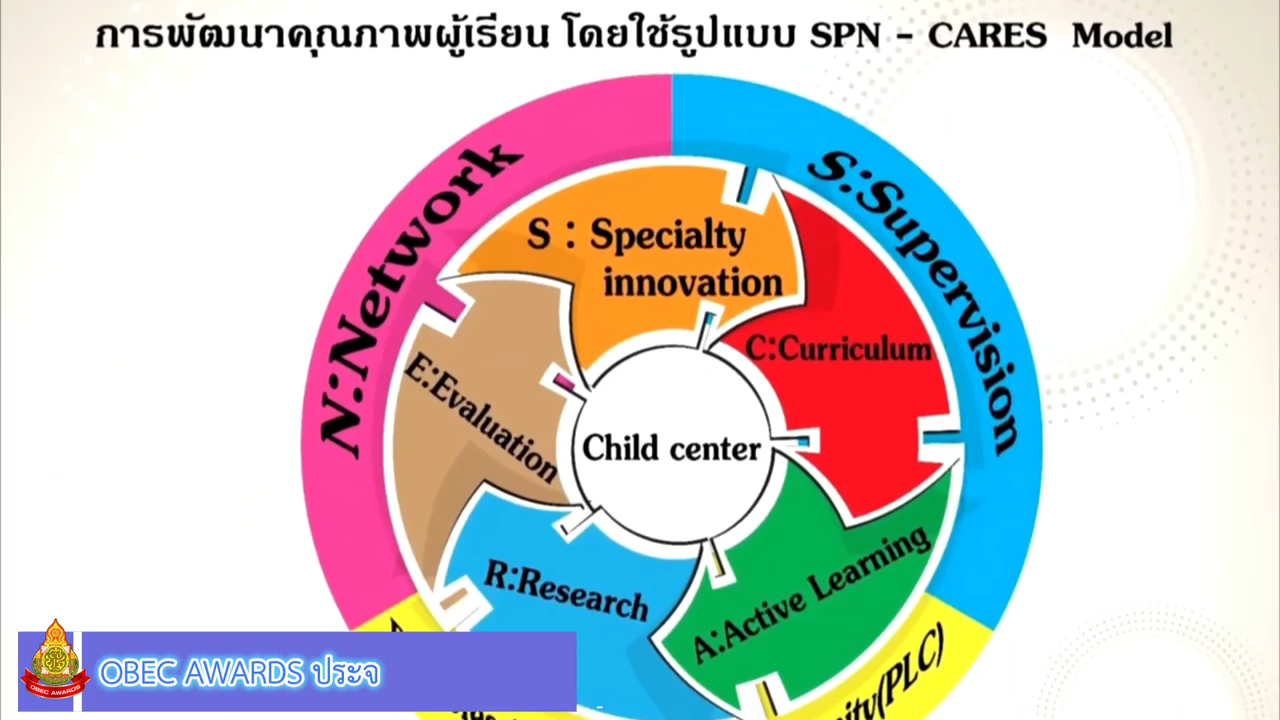 การพัฒนาคุณภาพผู้เรียน โดยใช้รูปแบบ SPN - CARES Model
N:Network
S:Supervision
S : Specialty
innovation
C:Curriculum
E:Evaluation
Child center
R:Research
A:Active Learning
(PLC)
OBEC AWARDS ประจ
OBEC AWARDS